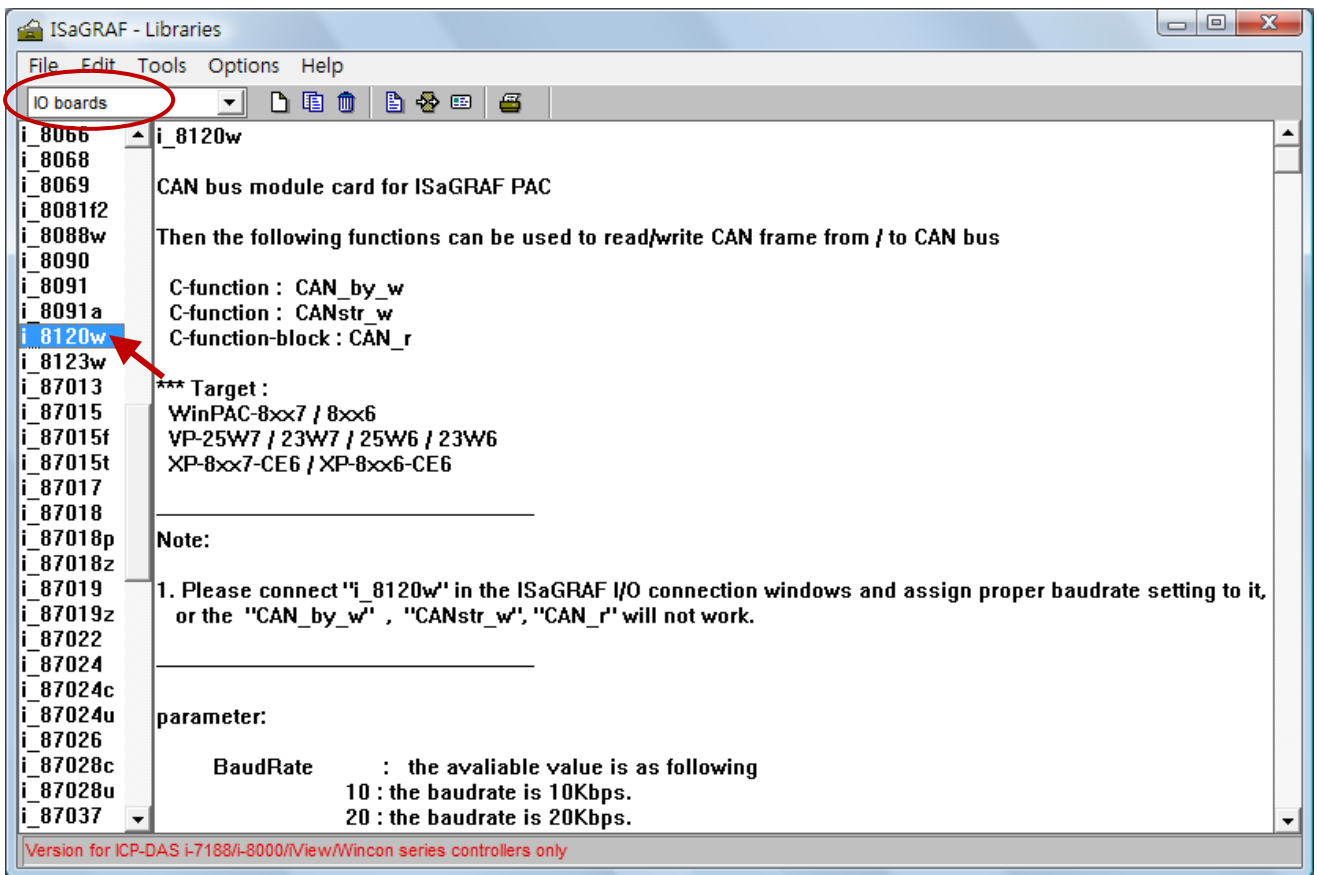 ISaGRAF - Libraries
File Edit Tools Options Help
IO boards
i_8066
i_8068
i_8069
i_8081f2
i_8088w
i_8090
i_8091
i_8091a
i_8120w
i_8123w
i_87013
i_87015
i_87015f
i_87015t
i_87017
i_87018
i_87018p
i_87018z
i_87019
i_87019z
i_87022
i_87024
i_87024c
i_87024u
i_87026
i_87028c
i_87028u
i_87037
i_8120w
CAN bus module card for ISaGRAF PAC
Then the following functions can be used to read/write CAN frame from / to CAN bus
C-function : CAN_by_w
C-function : CANstr_w
C-function-block : CAN_r
*** Target :
WinPAC-8xx7 / 8xx6
VP-25W7 / 23W7 / 25W6 / 23W6
XP-8xx7-CE6 / XP-8xx6-CE6
Note:
1. Please connect "i_8120w" in the ISaGRAF I/O connection windows and assign proper baudrate setting to it,
or the "CAN_by_w" , "CANstr_w", "CAN_r" will not work.
parameter:
BaudRate : the avaliable value is as following
10 : the baudrate is 10Kbps.
20 : the baudrate is 20Kbps.
Version for ICP-DAS i-7188/i-8000/iView/Wincon series controllers only